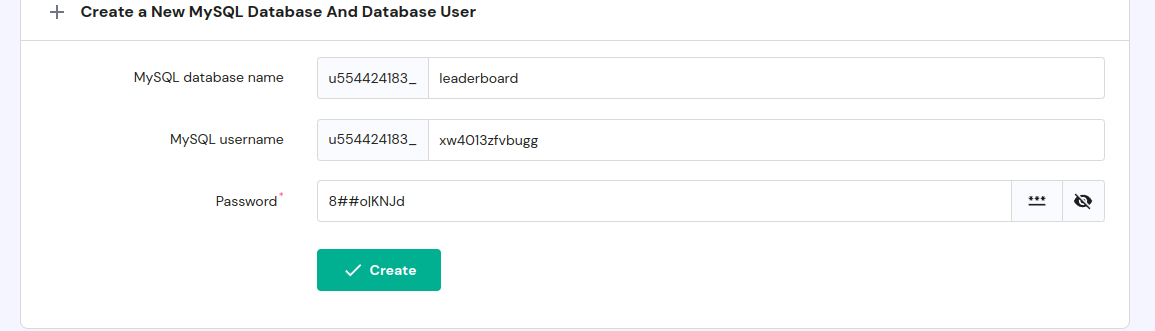 Create a New MySQL Database And Database User
MySQL database name u554424183_ leaderboard
MySQL username u554424183_ xw4013zfvbugg
Password* 8##o|KNJd
Create